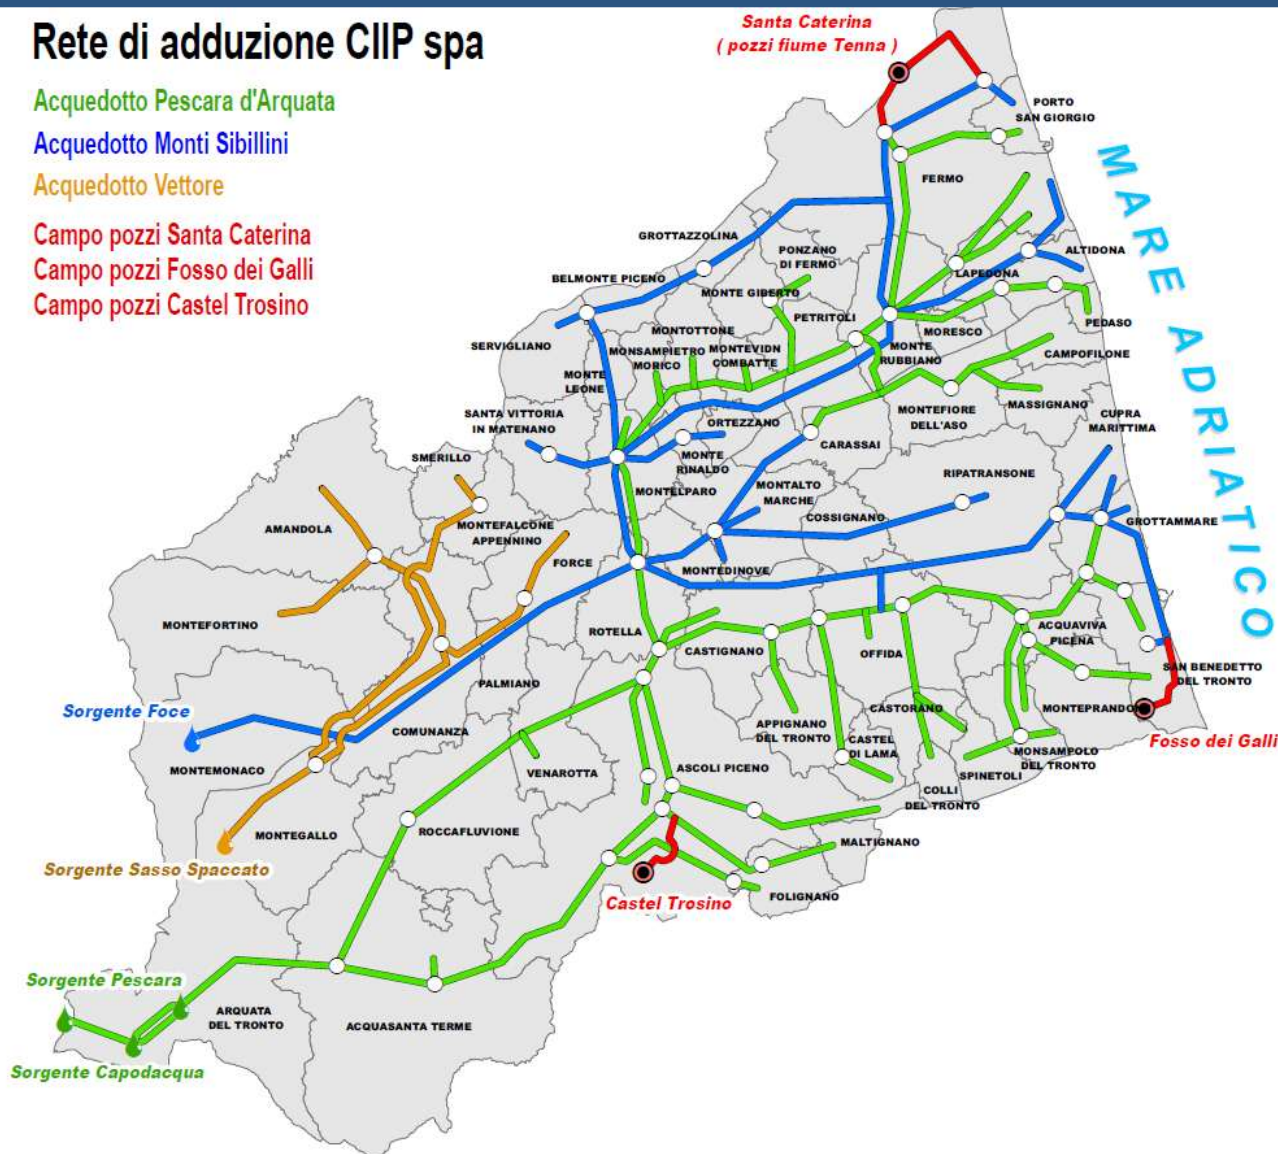 Rete di adduzione CIIP spa
Acquedotto Pescara d'Arquata
Acquedotto Monti Sibillini
Acquedotto Vettore
Campo pozzi Santa Caterina
Campo pozzi Fosso dei Galli
Campo pozzi Castel Trosino
Santa Caterina
( pozzi fiume Tenna )
PORTO
SAN GIORGIO
FERMO
MARE ADRIATICO
GROTTAZZOLINA
PONZANO
DI FERMO
ALTIDONA
LAPEDONA
BELMONTE PICENO
MONTE GIBERTO
PETRITOLI
MORESCO
PEDASO
MONTOTTONE
SERVIGLIANO
MONSAMPIETRO
MORICO
MONTEVIDN
COMBATTE
MONTE
RUBBIANO
CAMPOFILONE
MONTE
LEONE
MASSIGNANO
SANTA VITTORIA
IN MATENANO
ORTEZZANO
MONTEFIORE
DELL'ASO
CUPRA
MARITTIMA
CARASSAI
SMERILLO
MONTE
RINALDO
RIPATRANSONE
MONTELPARO
MONTALTO
MARCHE
AMANDOLA
MONTEFALCONE
APPENNINO
COSSIGNANO
GROTTAMMARE
FORCE
MONTEDINOVE
MONTEFORTINO
ROTELLA
CASTIGNANO
OFFIDA
ACQUAVIVA
PICENA
SAN BENEDETTO
DEL TRONTO
PALMIANO
Sorgente Foce
COMUNANZA
APPIGNANO
DEL TRONTO
CASTORANO
MONTEPRANDON
Fosso dei Galli
CASTEL
DI LAMA
MONSAMPOLO
DEL TRONTO
MONTEMONACO
VENAROTTA
ASCOLI PICENO
SPINETOLI
COLLI
DEL TRONTO
MONTEGALLO
ROCCAFLUVIONE
MALTIGNANO
Sorgente Sasso Spaccato
Castel Trosino
FOLIGNANO
Sorgente Pescara
ARQUATA
DEL TRONTO
ACQUASANTA TERME
Sorgente Capodacqua